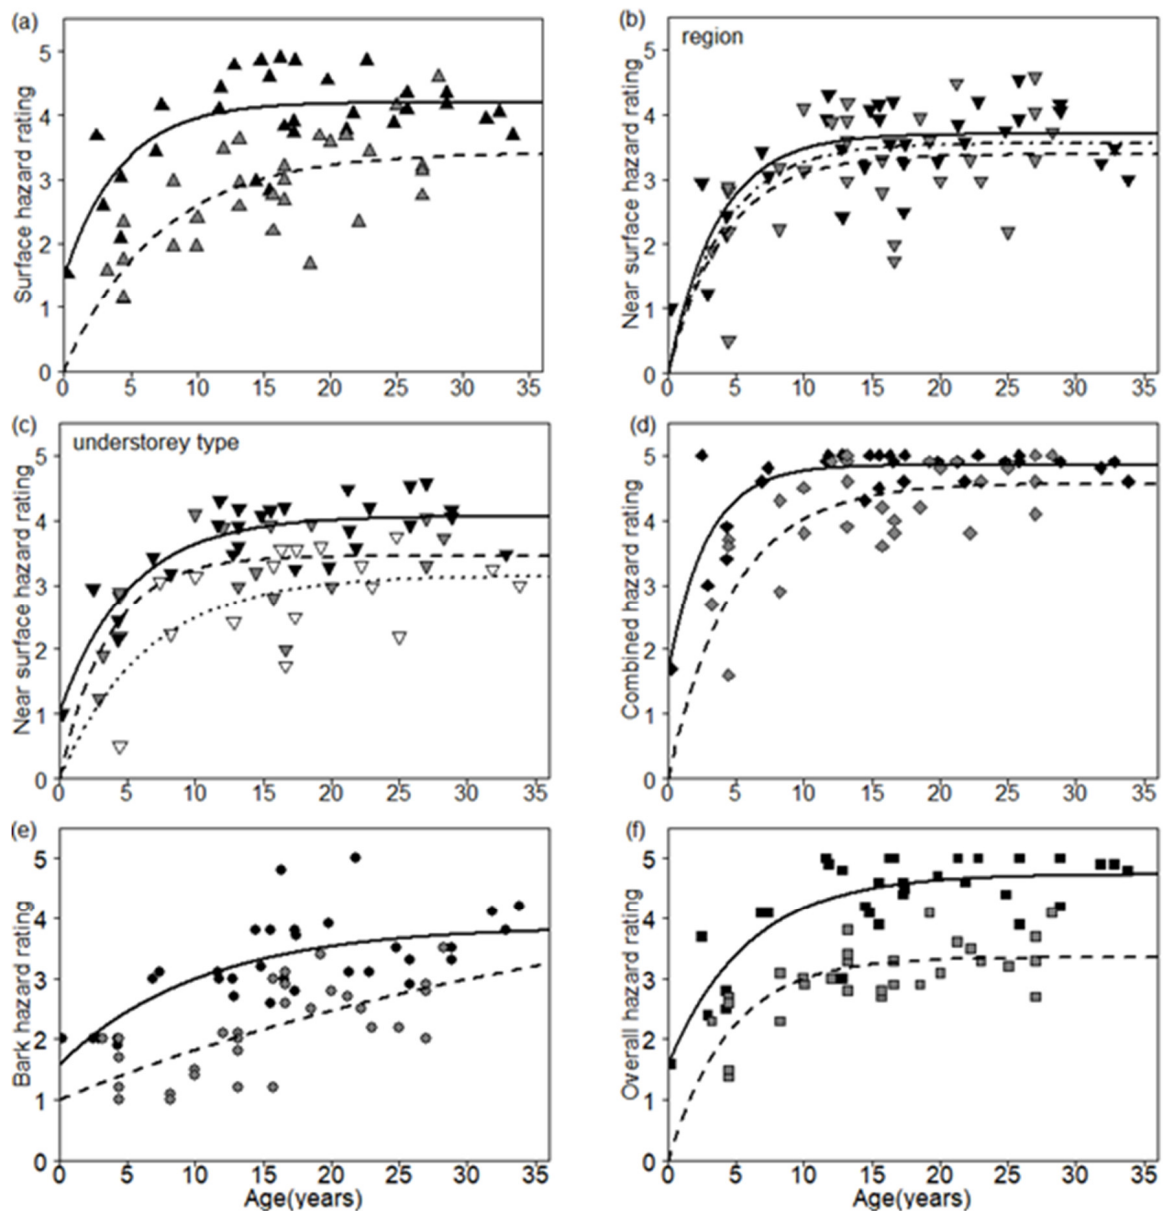 (a)
Surface hazard rating
5
4
3
2
1
0
0 5 10 15 20 25 30 35
(b)
region
Near surface hazard rating
5
4
3
2
1
0
0 5 10 15 20 25 30 35
(c)
understorey type
Near surface hazard rating
5
4
3
2
1
0
0 5 10 15 20 25 30 35
(d)
Combined hazard rating
5
4
3
2
1
0
0 5 10 15 20 25 30 35
(e)
Bark hazard rating
5
4
3
2
1
0
0 5 10 15 20 25 30 35
Age(years)
(f)
Overall hazard rating
5
4
3
2
1
0
0 5 10 15 20 25 30 35
Age(years)